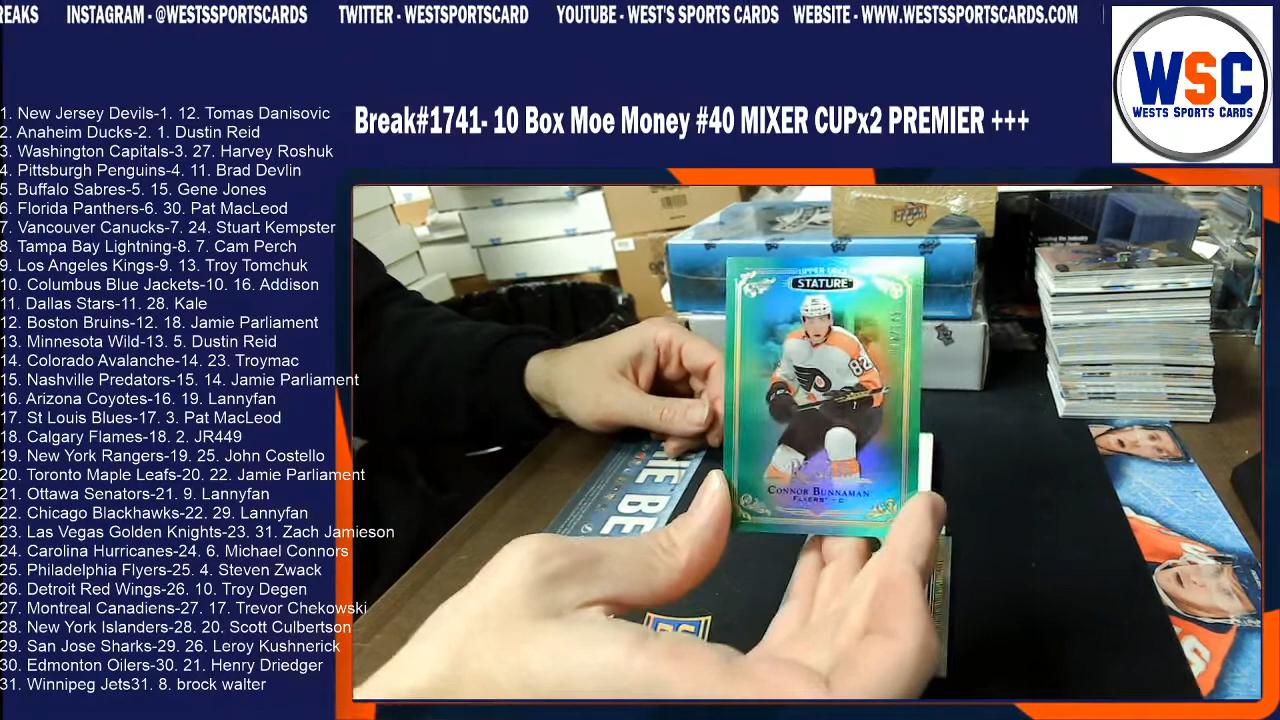 REAKS INSTAGRAM - @WESTSSPORTSCARDS TWITTER - WESTSSPORTSCARD YOUTUBE - WEST'S SPORTS CARDS WEBSITE - WWW.WESTSSPORTSCARDS.COM
WSC
WESTS SPORTS CARDS
Break#1741- 10 Box Moe Money #40 MIXER CUPx2 PREMIER +++
1. New Jersey Devils-1. 12. Tomas Danisovic
2. Anaheim Ducks-2. 1. Dustin Reid
3. Washington Capitals-3. 27. Harvey Roshuk
4. Pittsburgh Penguins-4. 11. Brad Devlin
5. Buffalo Sabres-5. 15. Gene Jones
6. Florida Panthers-6. 30. Pat MacLeod
7. Vancouver Canucks-7. 24. Stuart Kempster
8. Tampa Bay Lightning-8. 7. Cam Perch
9. Los Angeles Kings-9. 13. Troy Tomchuk
10. Columbus Blue Jackets-10. 16. Addison
11. Dallas Stars-11. 28. Kale
12. Boston Bruins-12. 18. Jamie Parliament
13. Minnesota Wild-13. 5. Dustin Reid
14. Colorado Avalanche-14. 23. Troymac
15. Nashville Predators-15. 14. Jamie Parliament
16. Arizona Coyotes-16. 19. Lannyfan
17. St Louis Blues-17. 3. Pat MacLeod
18. Calgary Flames-18. 2. JR449
19. New York Rangers-19. 25. John Costello
20. Toronto Maple Leafs-20. 22. Jamie Parliament
21. Ottawa Senators-21. 9. Lannyfan
22. Chicago Blackhawks-22. 29. Lannyfan
23. Las Vegas Golden Knights-23. 31. Zach Jamieson
24. Carolina Hurricanes-24. 6. Michael Connors
25. Philadelphia Flyers-25. 4. Steven Zwack
26. Detroit Red Wings-26. 10. Troy Degen
27. Montreal Canadiens-27. 17. Trevor Chekowski
28. New York Islanders-28. 20. Scott Culbertson
29. San Jose Sharks-29. 26. Leroy Kushnerick
30. Edmonton Oilers-30. 21. Henry Driedger
31. Winnipeg Jets31. 8. brock walter
UPPER DECK
STATURE
82
CONNOR BUNNAMAN
FLYERS - C
HE BE